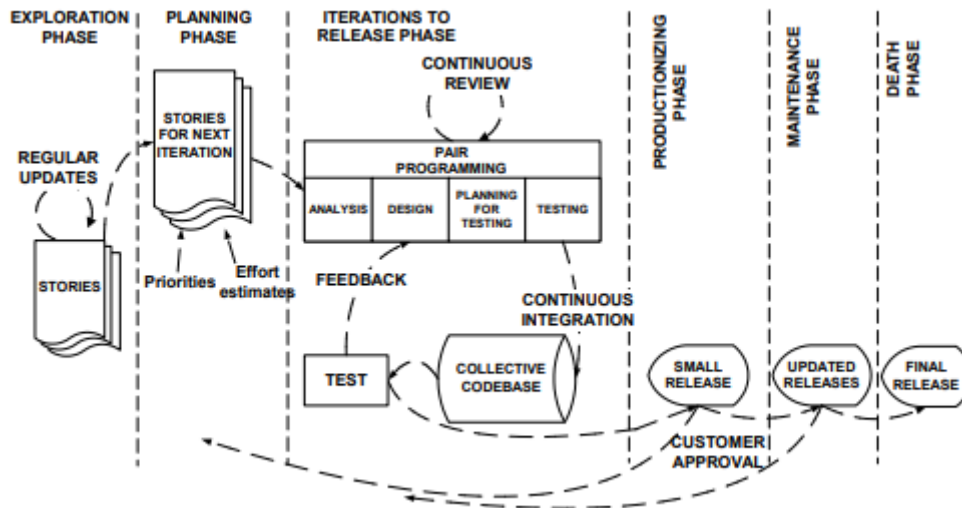 EXPLORATION
PHASE
PLANNING
PHASE
ITERATIONS TO
RELEASE PHASE
PRODUCTIONIZING
PHASE
MAINTENANCE
PHASE
DEATH
PHASE
CONTINUOUS
REVIEW
STORIES
FOR NEXT
ITERATION
REGULAR
UPDATES
PAIR
PROGRAMMING
ANALYSIS
DESIGN
PLANNING
FOR
TESTING
TESTING
STORIES
Priorities
Effort
estimates
FEEDBACK
CONTINUOUS
INTEGRATION
TEST
COLLECTIVE
CODEBASE
SMALL
RELEASE
UPDATED
RELEASES
FINAL
RELEASE
CUSTOMER
APPROVAL